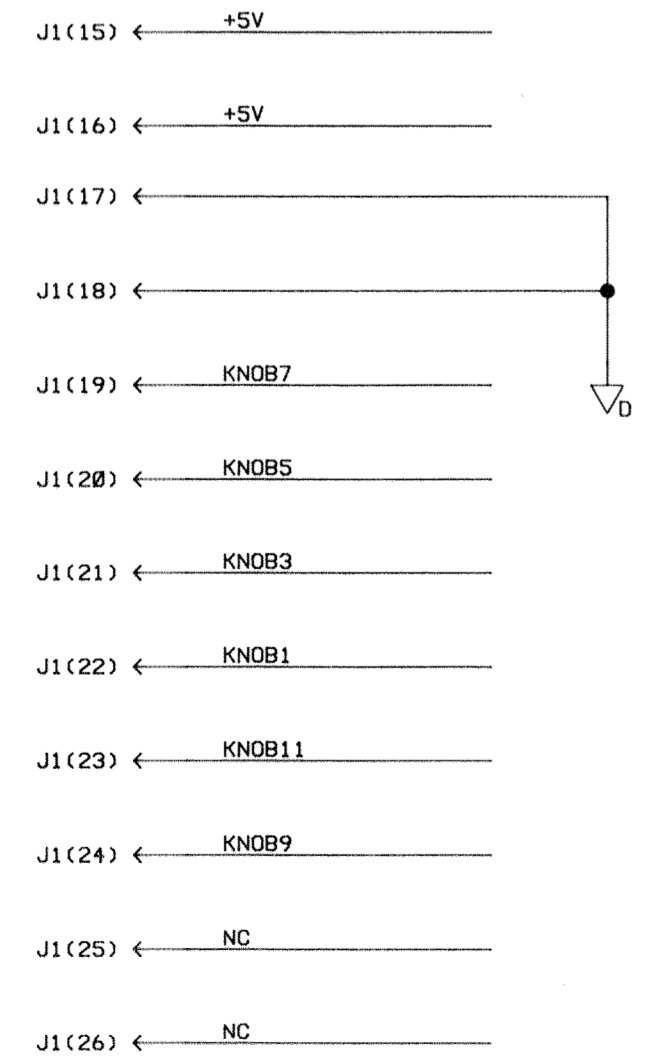 J1(15) +5V
J1(16) +5V
J1(17)
J1(18)
J1(19) KNOB7
D
J1(20) KNOB5
J1(21) KNOB3
J1(22) KNOB1
J1(23) KNOB11
J1(24) KNOB9
J1(25) NC
J1(26) NC